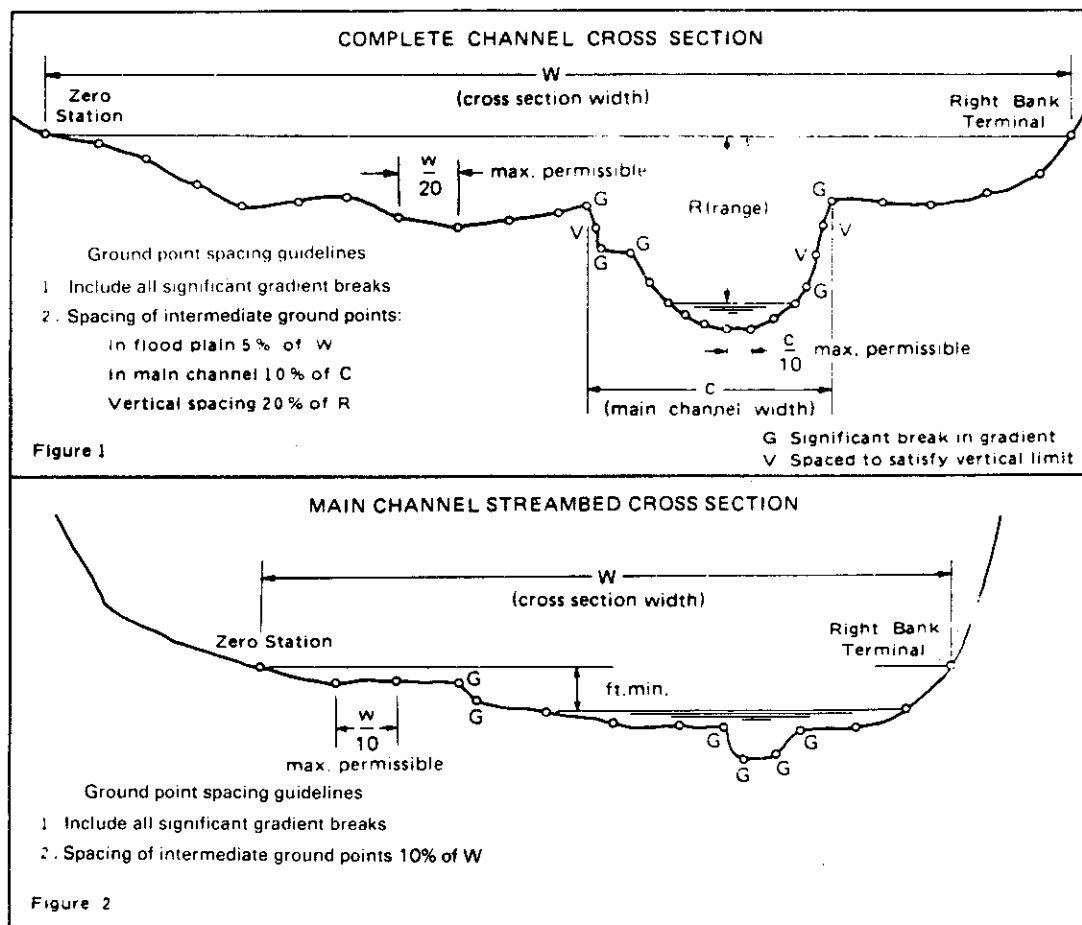 COMPLETE CHANNEL CROSS SECTION
W
(cross section width)
Zero
Station
Right Bank
Terminal
w
20
max. permissible
R(range)
G
G
V
G
G
V
V
G
Ground point spacing guidelines
1 Include all significant gradient breaks
2. Spacing of intermediate ground points:
In flood plain 5% of W
In main channel 10% of C
Vertical spacing 20% of R
C
10
max. permissible
C
(main channel width)
G Significant break in gradient
V Spaced to satisfy vertical limit
Figure 1
MAIN CHANNEL STREAMBED CROSS SECTION
W
(cross section width)
Zero Station
Right Bank
Terminal
ft.min.
G
G
w
10
max. permissible
G
G
G
G
Ground point spacing guidelines
1 Include all significant gradient breaks
2. Spacing of intermediate ground points 10% of W
Figure 2